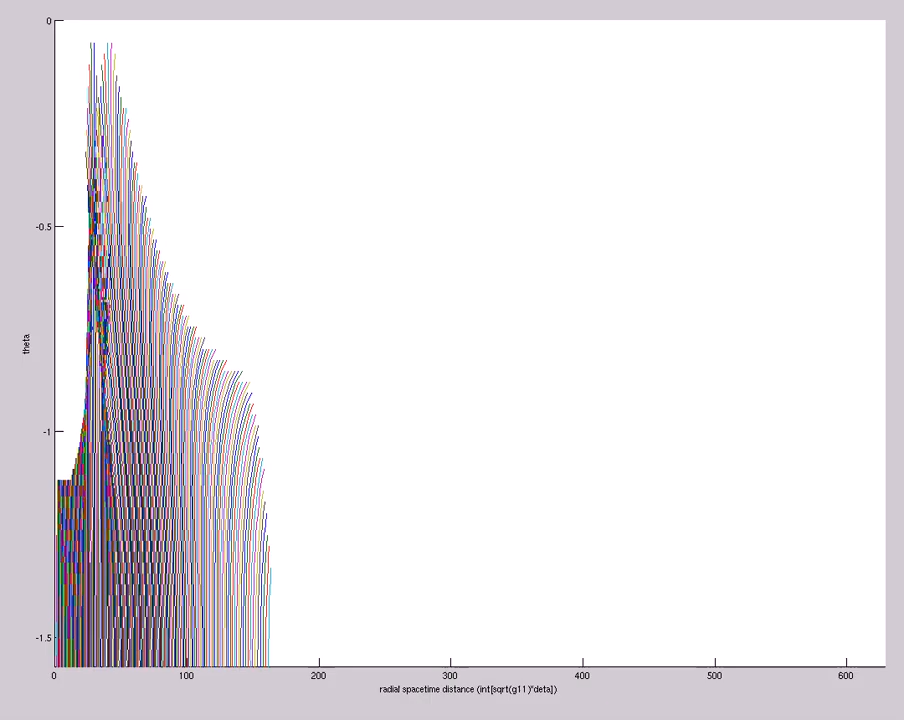 0
-0.5
theta
-1
-1.5
0 100 200 300 400 500 600
radial spacetime distance (int[sqrt(g11)*deta])